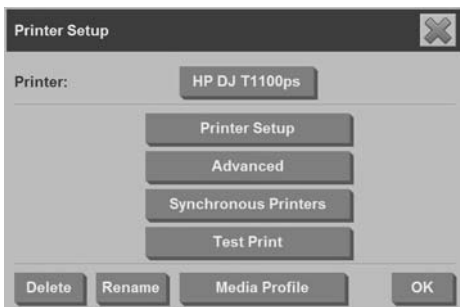 Printer Setup
Printer: HP DJ T1100ps
Printer Setup
Advanced
Synchronous Printers
Test Print
Delete Rename Media Profile OK